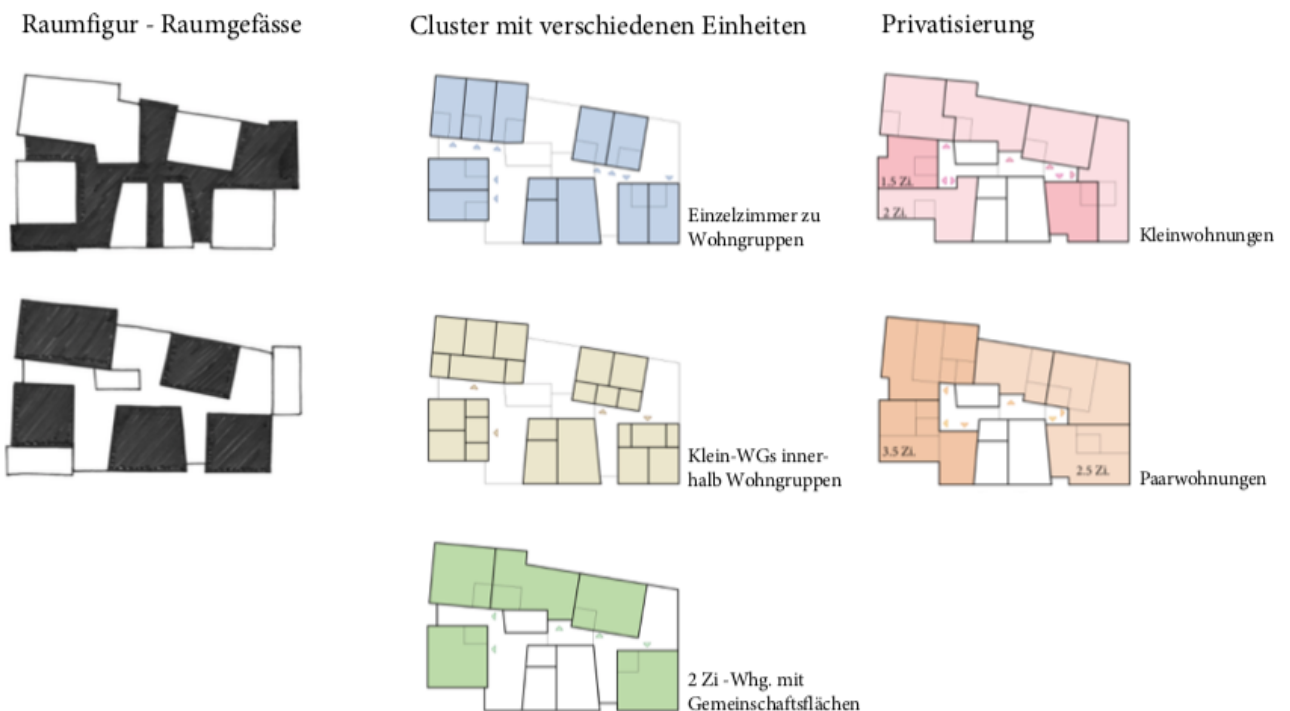 Raumfigur - Raumgefässe
Cluster mit verschiedenen Einheiten
Privatisierung
Einzelzimmer zu
Wohngruppen
1.5 Zi.
2 Zi.
Kleinwohnungen
Klein-WGs inner-
halb Wohngruppen
3.5 Zi.
2.5 Zi.
Paarwohnungen
2 Zi -Whg. mit
Gemeinschaftsflächen